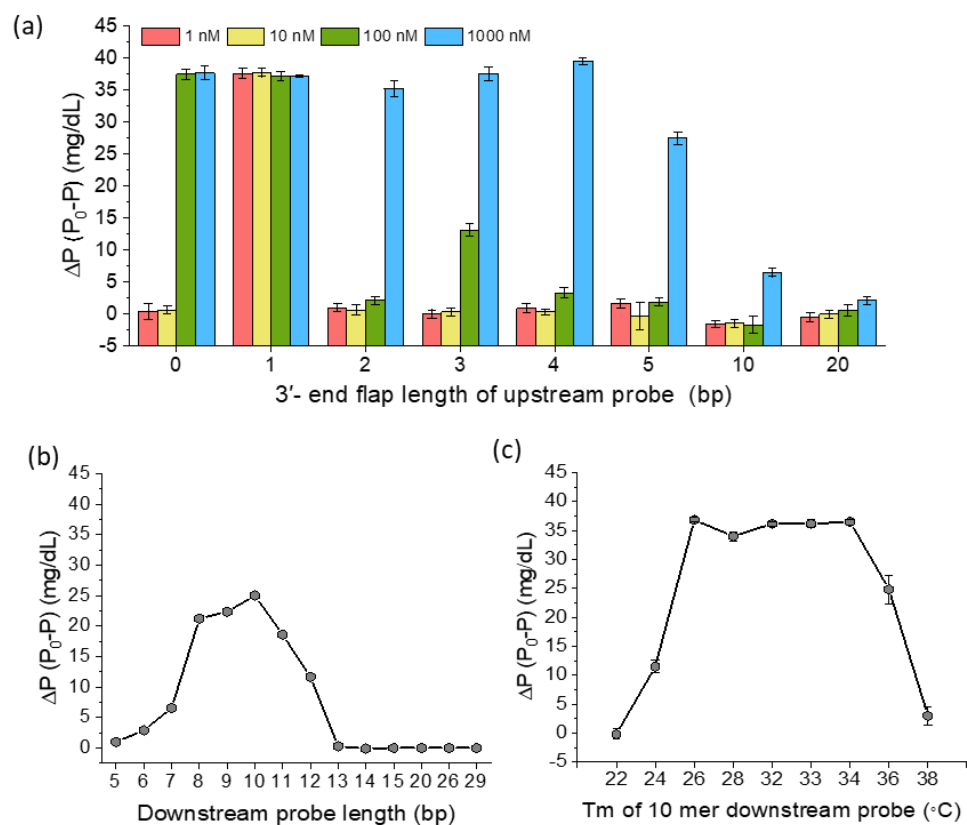 (a)
1 nM 10 nM 100 nM 1000 nM
45
40
35
30
25
20
15
10
5
0
-5
ΔP (P₀-P) (mg/dL)
0 1 2 3 4 5 10 20
3′- end flap length of upstream probe (bp)
(b)
45
40
35
30
25
20
15
10
5
0
ΔP (P₀-P) (mg/dL)
5 6 7 8 9 10 11 12 13 14 15 20 26 29
Downstream probe length (bp)
(c)
45
40
35
30
25
20
15
10
5
0
-5
ΔP (P₀-P) (mg/dL)
22 24 26 28 32 33 34 36 38
Tm of 10 mer downstream probe (◦C)